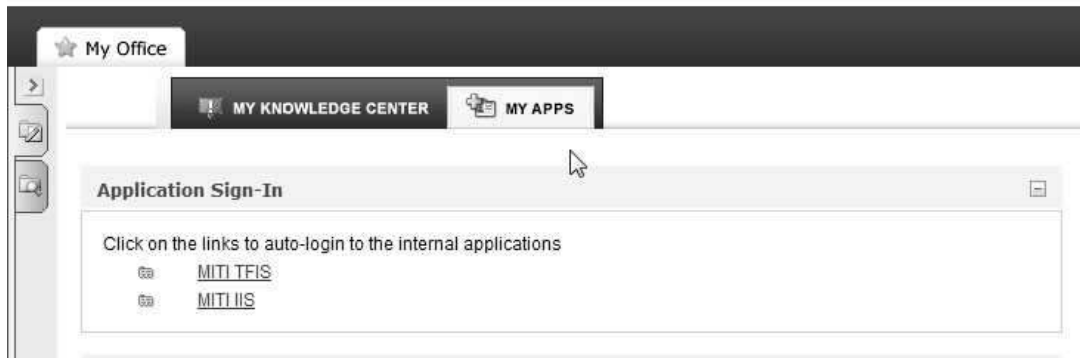 My Office
MY KNOWLEDGE CENTER MY APPS
Application Sign-In
Click on the links to auto-login to the internal applications
MITI TFIS
MITI IIS